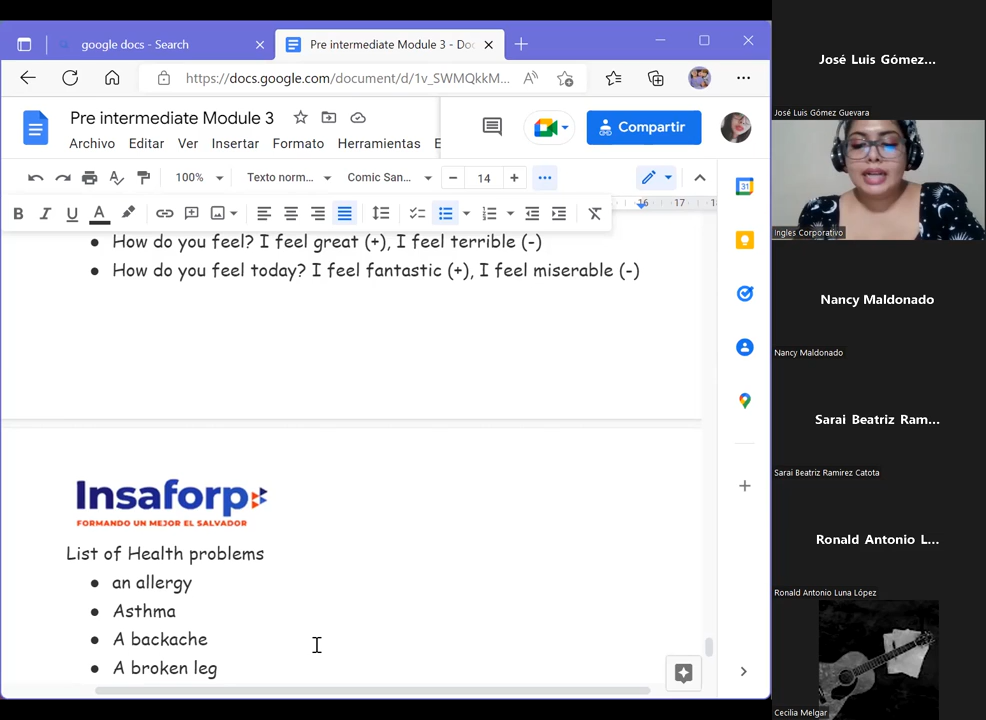 google docs - Search
Pre intermediate Module 3 - Doc
https://docs.google.com/document/d/1v_SWMQkkM...
Pre intermediate Module 3
Archivo Editar Ver Insertar Formato Herramientas E
Compartir
100% Texto norm... Comic San... 14
16 17 18
How do you feel? I feel great (+), I feel terrible (-)
How do you feel today? I feel fantastic (+), I feel miserable (-)
Insaforp
FORMANDO UN MEJOR EL SALVADOR
List of Health problems
an allergy
Asthma
A backache
A broken leg
José Luis Gómez...
José Luis Gómez Guevara
Ingles Corporativo
Nancy Maldonado
Nancy Maldonado
Sarai Beatriz Ram...
Sarai Beatriz Ramirez Catota
Ronald Antonio L...
Ronald Antonio Luna López
Cecilia Melgar